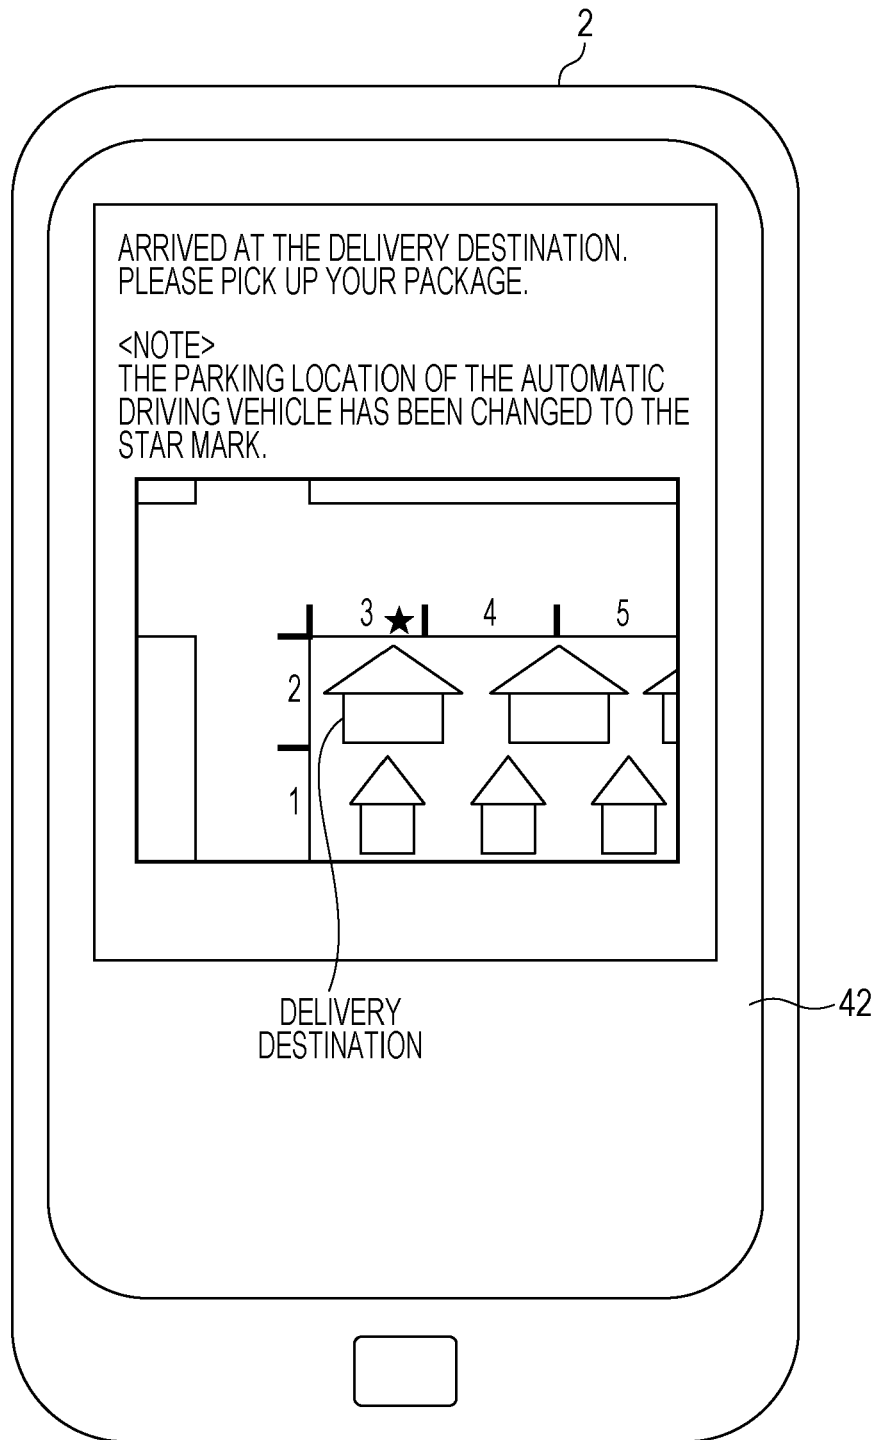 2
ARRIVED AT THE DELIVERY DESTINATION.
PLEASE PICK UP YOUR PACKAGE.
<NOTE>
THE PARKING LOCATION OF THE AUTOMATIC
DRIVING VEHICLE HAS BEEN CHANGED TO THE
STAR MARK.
3 ★ 4 5
2
1
DELIVERY
DESTINATION
42